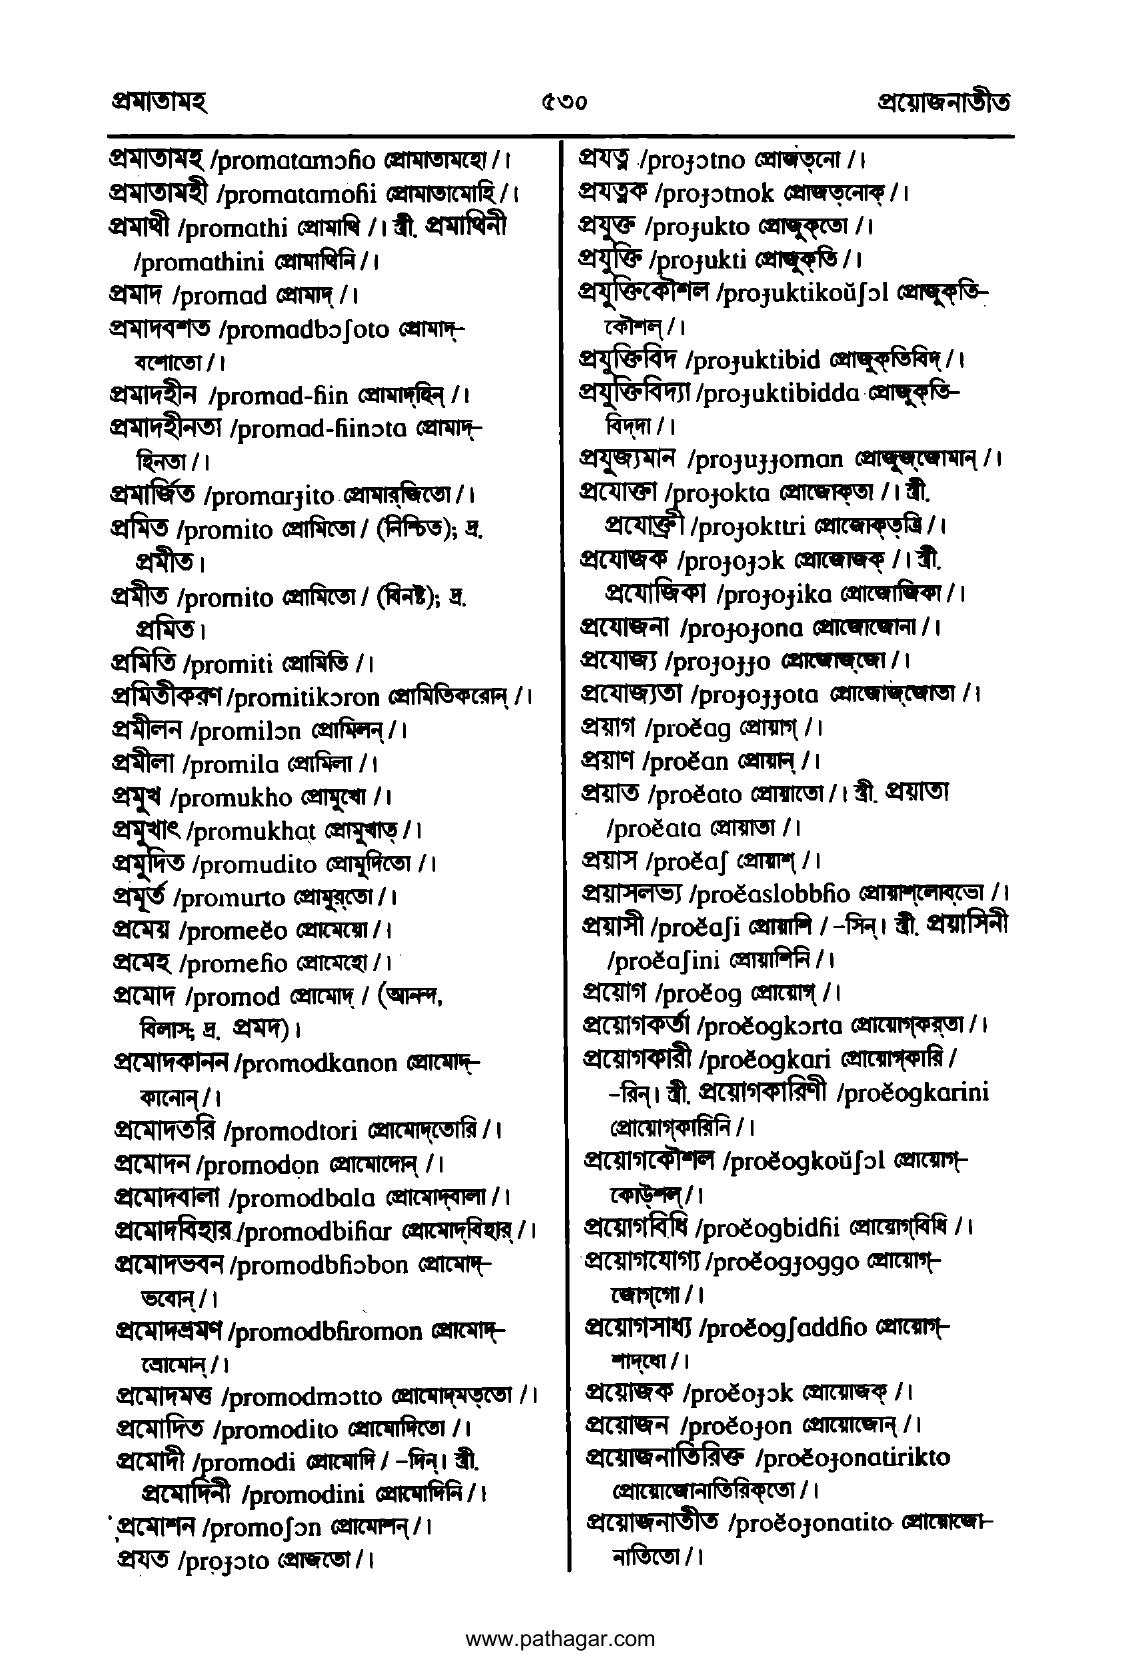 প্রমাতামহ ৫৩০ প্রয়োজনাতীত
প্রমাতামহ /promatamɔɦo প্রোমাতামহো /।
প্রমাতামহী /promatamoɦi প্রোমাতামোহি /।
প্রমাথী /promathi প্রোমাথি /। স্ত্রী. প্রমাথিনী
/promathini প্রোমাথিনি /।
প্রমাদ /promad প্রোমাদ্ /।
প্রমাদবশত /promadbɔʃoto প্রোমাদ্-
বশোতো /।
প্রমাদহীন /promad-ɦin প্রোমাদ্‌হিন্ /।
প্রমাদহীনতা /promad-ɦinɔta প্রোমাদ্-
হিনতা /।
প্রমার্জিত /promarɟito প্রোমার্‌জিতো /।
প্রমিত /promito প্রোমিতো / (নিশ্চিত); দ্র.
প্রমীত।
প্রমীত /promito প্রোমিতো / (বিনষ্ট); দ্র.
প্রমিত।
প্রমিতি /promiti প্রোমিতি /।
প্রমিতীকরণ /promitikɔron প্রোমিতিকরোন্ /।
প্রমীলন /promilɔn প্রোমিলন্ /।
প্রমীলা /promila প্রোমিলা /।
প্রমুখ /promukho প্রোমুখো /।
প্রমুখাৎ /promukhat প্রোমুখাত্ /।
প্রমুদিত /promudito প্রোমুদিতো /।
প্রমূর্ত /promurto প্রোমুর্‌তো /।
প্রমেয় /promeĕo প্রোমেয়ো /।
প্রমেহ /promeɦo প্রোমেহো /।
প্রমোদ /promod প্রোমোদ্ / (আনন্দ,
বিলাস; দ্র. প্রমদ)।
প্রমোদকানন /promodkanon প্রোমোদ্-
কানোন্ /।
প্রমোদতরি /promodtori প্রোমোদ্‌তোরি /।
প্রমোদন /promodon প্রোমোদোন্ /।
প্রমোদবালা /promodbala প্রোমোদ্‌বালা /।
প্রমোদবিহার /promodbiɦar প্রোমোদ্‌বিহার্ /।
প্রমোদভবন /promodbɦɔbon প্রোমোদ্-
ভবোন্ /।
প্রমোদভ্রমণ /promodbɦromon প্রোমোদ্-
ভ্রোমোন্ /।
প্রমোদমত্ত /promodmɔtto প্রোমোদ্‌মত্‌তো /।
প্রমোদিত /promodito প্রোমোদিতো /।
প্রমোদী /promodi প্রোমোদি / -দিন্। স্ত্রী.
প্রমোদিনী /promodini প্রোমোদিনি /।
প্রমোশন /promoʃɔn প্রোমোশন্ /।
প্রযত /proɟɔto প্রোজতো /।
প্রযত্ন /proɟɔtno প্রোজত্‌নো /।
প্রযত্নক /proɟɔtnok প্রোজত্‌নোক্ /।
প্রযুক্ত /proɟukto প্রোজুক্‌তো /।
প্রযুক্তি /proɟukti প্রোজুক্‌তি /।
প্রযুক্তিকৌশল /proɟuktikoŭʃɔl প্রোজুক্‌তি-
কৌশল্ /।
প্রযুক্তিবিদ /proɟuktibid প্রোজুক্‌তিবিদ্ /।
প্রযুক্তিবিদ্যা /proɟuktibidda প্রোজুক্‌তি-
বিদ্‌দা /।
প্রযুজ্যমান /proɟuɟɟoman প্রোজুজ্‌জোমান্ /।
প্রযোক্তা /proɟokta প্রোজোক্‌তা /। স্ত্রী.
প্রযোক্ত্রী /proɟokttri প্রোজোক্‌ত্‌ত্রি /।
প্রযোজক /proɟoɟɔk প্রোজোজক্ /। স্ত্রী.
প্রযোজিকা /proɟoɟika প্রোজোজিকা /।
প্রযোজনা /proɟoɟona প্রোজোজোনা /।
প্রযোজ্য /proɟoɟɟo প্রোজোজ্‌জো /।
প্রযোজ্যতা /proɟoɟɟota প্রোজোজ্‌জোতা /।
প্রয়াগ /proĕag প্রোয়াগ্ /।
প্রয়াণ /proĕan প্রোয়ান্ /।
প্রয়াত /proĕato প্রোয়াতো /। স্ত্রী. প্রয়াতা
/proĕata প্রোয়াতা /।
প্রয়াস /proĕaʃ প্রোয়াশ্ /।
প্রয়াসলভ্য /proĕaslobbɦo প্রোয়াশ্‌লোব্‌ভো /।
প্রয়াসী /proĕaʃi প্রোয়াশি / -সিন্। স্ত্রী. প্রয়াসিনী
/proĕaʃini প্রোয়াশিনি /।
প্রয়োগ /proĕog প্রোয়োগ্ /।
প্রয়োগকর্তা /proĕogkɔrta প্রোয়োগ্‌কর্‌তা /।
প্রয়োগকারী /proĕogkari প্রোয়োগ্‌কারি /
-রিন্। স্ত্রী. প্রয়োগকারিণী /proĕogkarini
প্রোয়োগ্‌কারিনি /।
প্রয়োগকৌশল /proĕogkoŭʃɔl প্রোয়োগ্-
কোউ্‌শল্ /।
প্রয়োগবিধি /proĕogbidɦi প্রোয়োগ্‌বিধি /।
প্রয়োগযোগ্য /proĕogɟoggo প্রোয়োগ্-
জোগ্‌গো /।
প্রয়োগসাধ্য /proĕogʃaddɦo প্রোয়োগ্-
শাদ্‌ধো /।
প্রয়োজক /proĕoɟɔk প্রোয়োজক্ /।
প্রয়োজন /proĕoɟon প্রোয়োজোন্ /।
প্রয়োজনাতিরিক্ত /proĕoɟonatirikto
প্রোয়োজোনাতিরিক্‌তো /।
প্রয়োজনাতীত /proĕoɟonatito প্রোয়োজো-
নাতিতো /।
www.pathagar.com